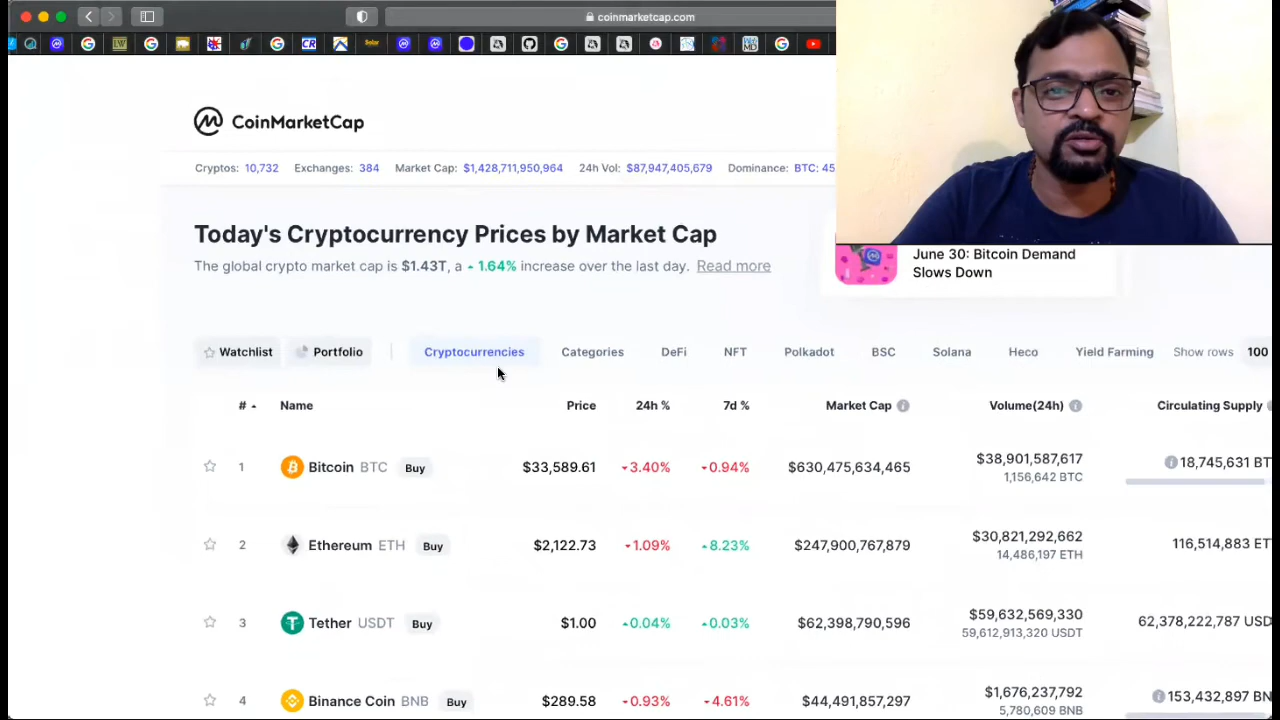 coinmarketcap.com
CoinMarketCap
Cryptos: 10,732 Exchanges: 384 Market Cap: $1,428,711,950,964 24h Vol: $87,947,405,679 Dominance: BTC: 45
Today's Cryptocurrency Prices by Market Cap
The global crypto market cap is $1.43T, a 1.64% increase over the last day. Read more
June 30: Bitcoin Demand
Slows Down
Watchlist Portfolio Cryptocurrencies Categories DeFi NFT Polkadot BSC Solana Heco Yield Farming Show rows 100
# Name Price 24h % 7d % Market Cap Volume(24h) Circulating Supply
1 Bitcoin BTC Buy $33,589.61 3.40% 0.94% $630,475,634,465 $38,901,587,617 18,745,631 BT
1,156,642 BTC
2 Ethereum ETH Buy $2,122.73 1.09% 8.23% $247,900,767,879 $30,821,292,662 116,514,883 ET
14,486,197 ETH
3 Tether USDT Buy $1.00 0.04% 0.03% $62,398,790,596 $59,632,569,330 62,378,222,787 USD
59,612,913,320 USDT
4 Binance Coin BNB Buy $289.58 0.93% 4.61% $44,491,857,297 $1,676,237,792 153,432,897 BN
5,780,609 BNB